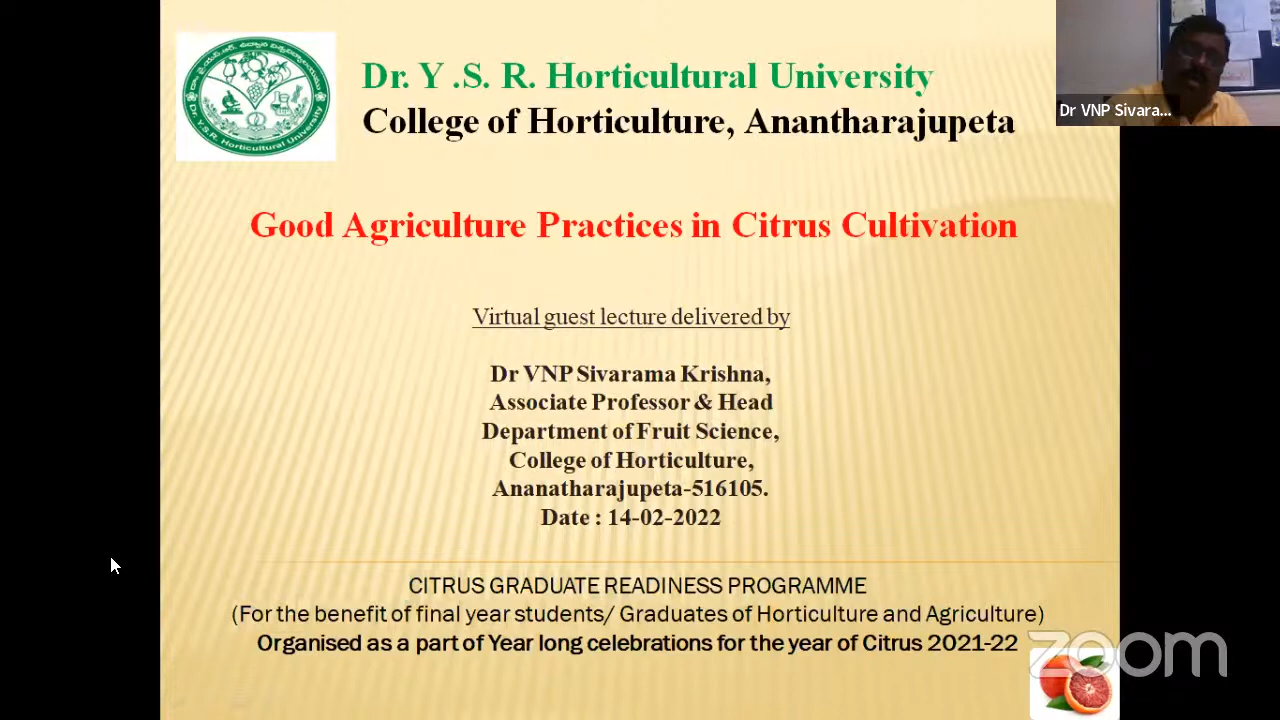 Dr. Y .S. R. Horticultural University
College of Horticulture, Anantharajupeta
Dr VNP Sivara...
Dr. Y.S.R. Horticultural University
Good Agriculture Practices in Citrus Cultivation
Virtual guest lecture delivered by
Dr VNP Sivarama Krishna,
Associate Professor & Head
Department of Fruit Science,
College of Horticulture,
Ananatharajupeta-516105.
Date : 14-02-2022
CITRUS GRADUATE READINESS PROGRAMME
(For the benefit of final year students/ Graduates of Horticulture and Agriculture)
Organised as a part of Year long celebrations for the year of Citrus 2021-22
zoom